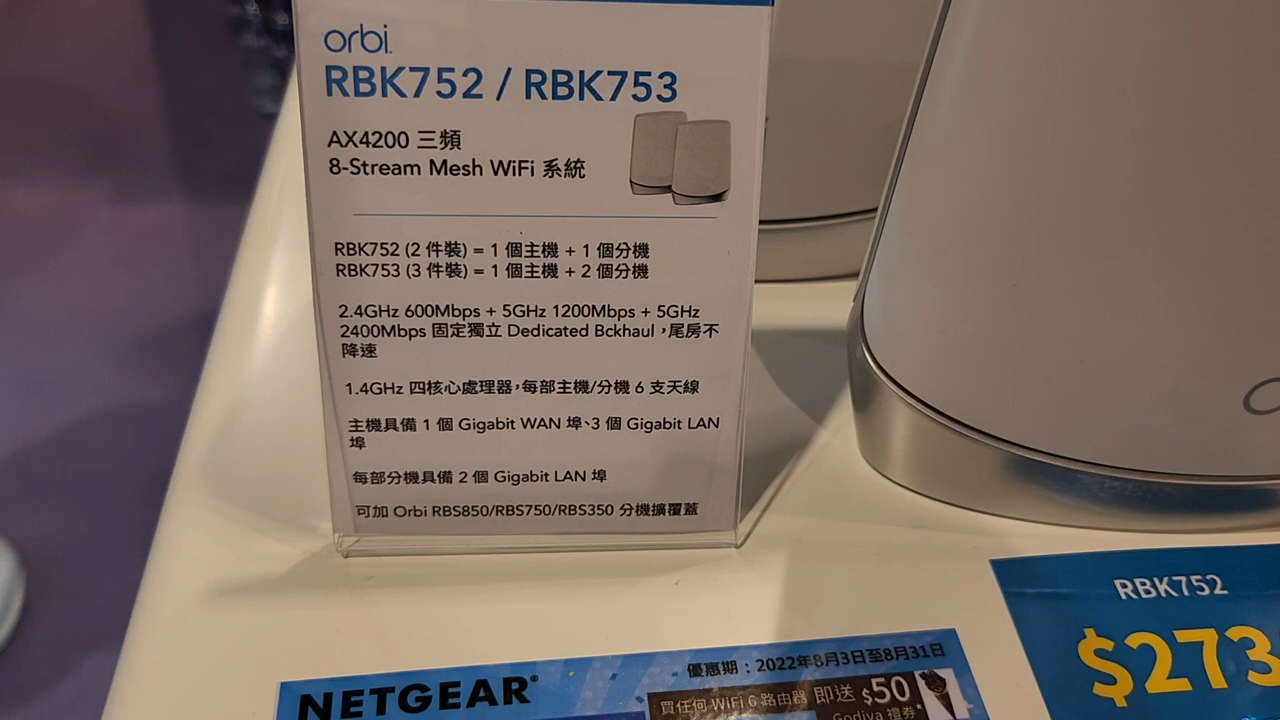 orbi
RBK752 / RBK753
AX4200 三頻
8-Stream Mesh WiFi 系統
RBK752 (2 件裝) = 1 個主機 + 1 個分機
RBK753 (3 件裝) = 1 個主機 + 2 個分機
2.4GHz 600Mbps + 5GHz 1200Mbps + 5GHz
2400Mbps 固定獨立 Dedicated Bckhaul，尾房不
降速
1.4GHz 四核心處理器，每部主機/分機 6 支天線
主機具備 1 個 Gigabit WAN 埠、3 個 Gigabit LAN
埠
每部分機具備 2 個 Gigabit LAN 埠
可加 Orbi RBS850/RBS750/RBS350 分機擴覆蓋
RBK752
$273
優惠期：2022年8月3日至8月31日
NETGEAR®
買任何 WiFi 6 路由器 即送 $50
Godiva 禮券*